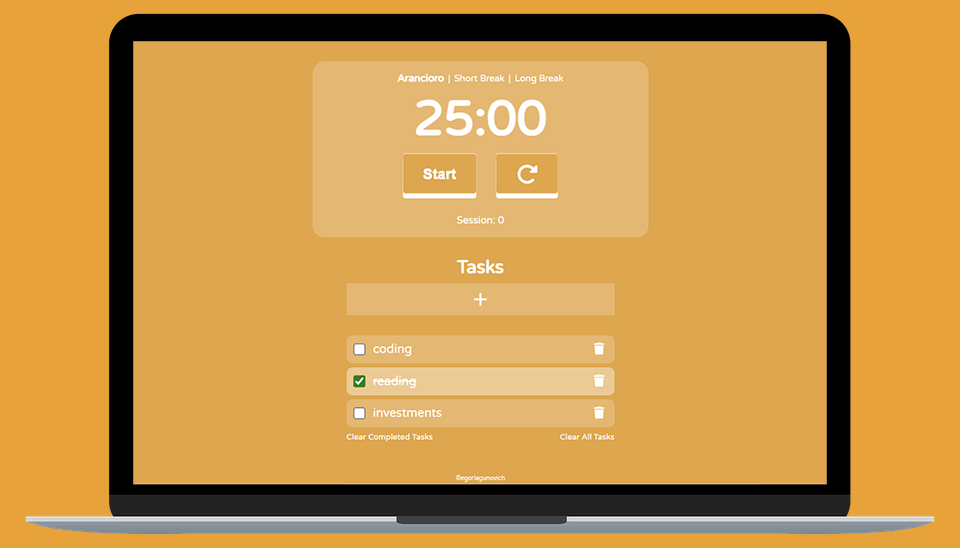 Arancioro | Short Break | Long Break
25:00
Start
Session: 0
Tasks
+
coding
reading
investments
Clear Completed Tasks Clear All Tasks
©egorlagunovich